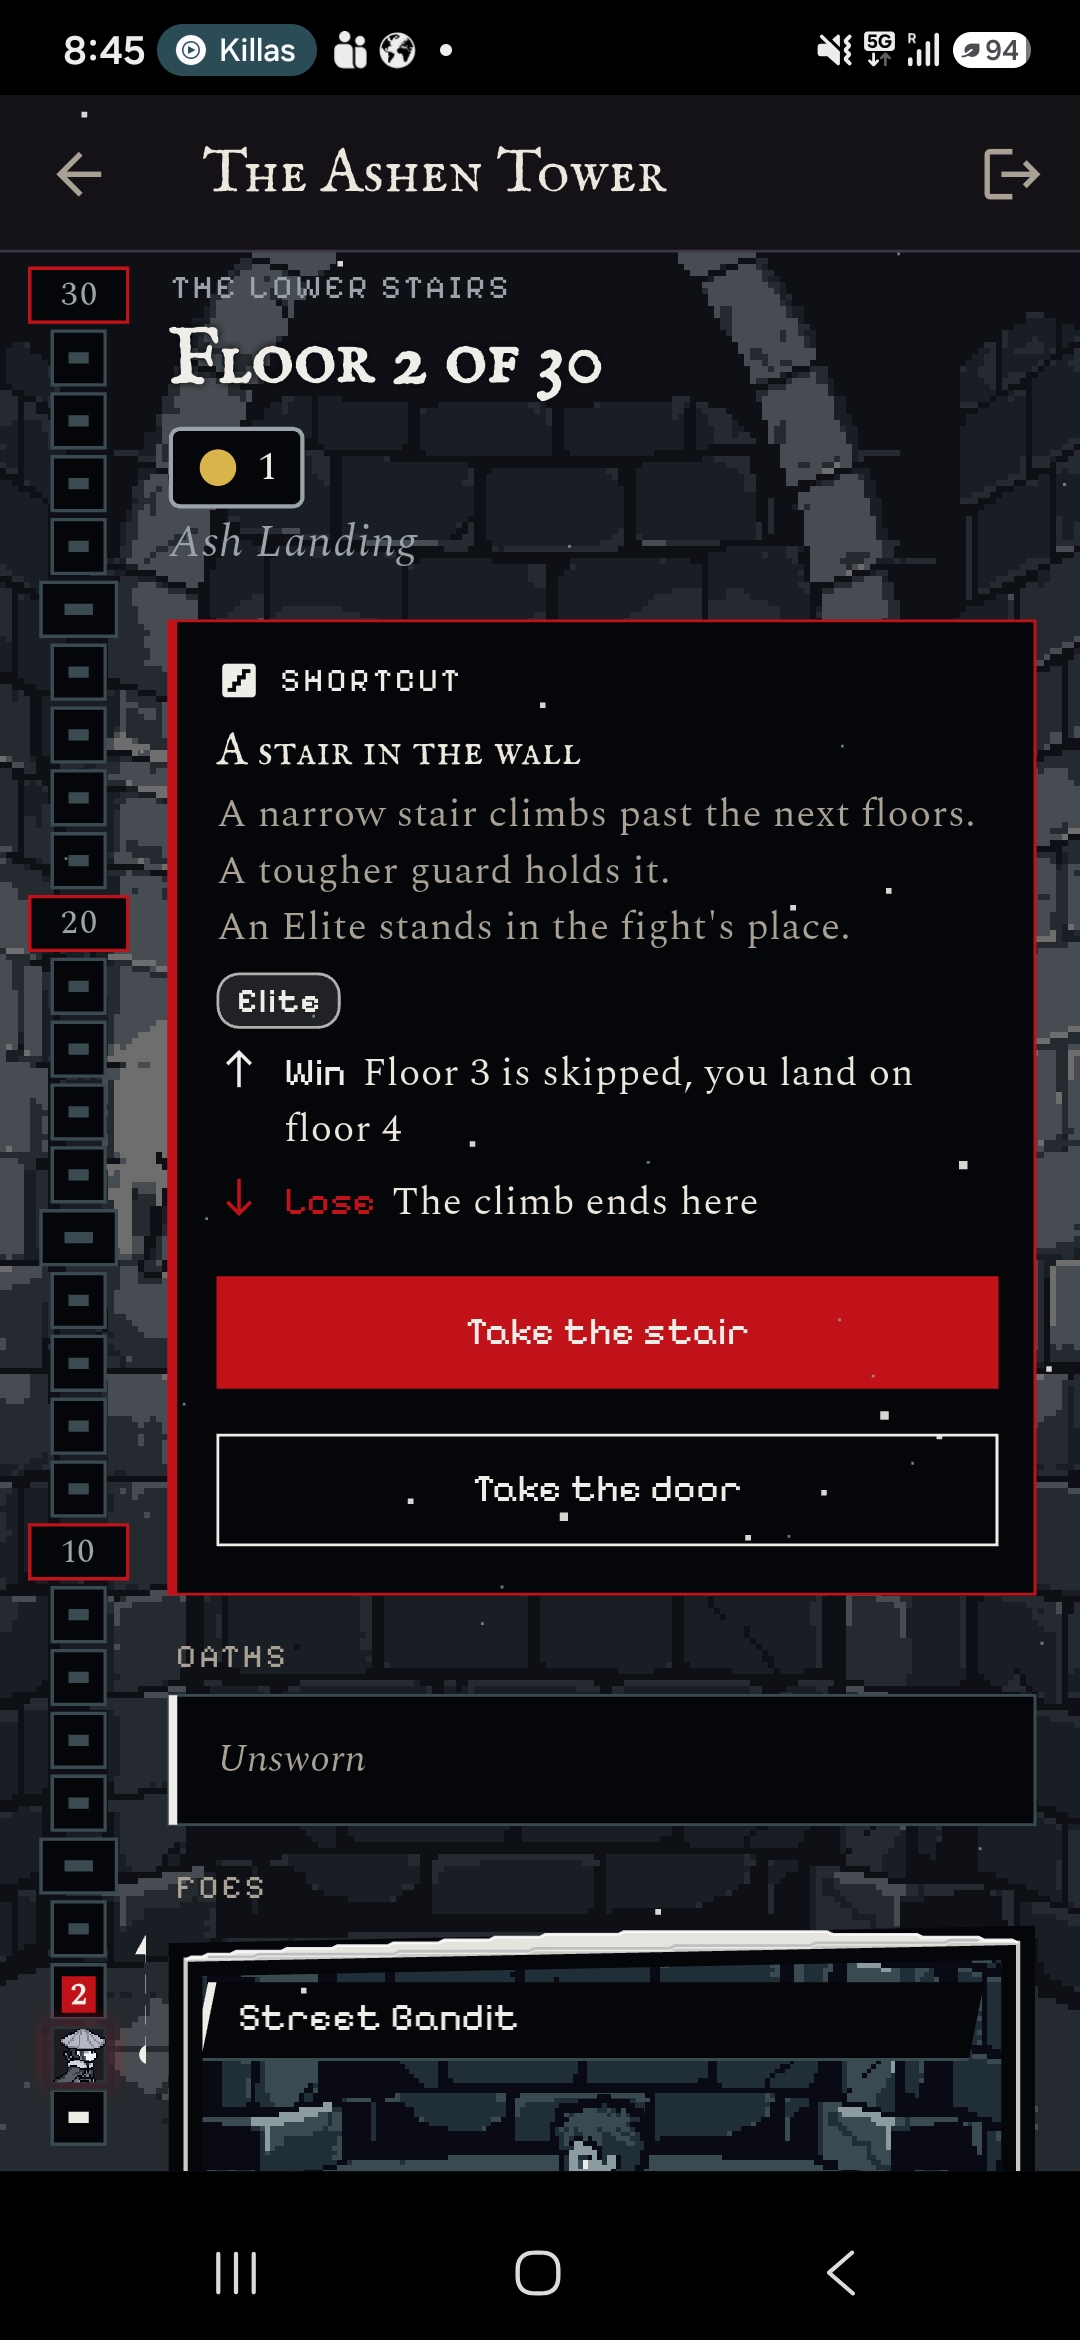 8:45
Killas
5G
R
94
The Ashen Tower
30
THE LOWER STAIRS
Floor 2 of 30
1
Ash Landing
SHORTCUT
A stair in the wall
A narrow stair climbs past the next floors.
A tougher guard holds it.
An Elite stands in the fight's place.
Elite
Win Floor 3 is skipped, you land on
floor 4
Lose The climb ends here
20
Take the stair
Take the door
10
OATHS
Unsworn
FOES
2
Street Bandit